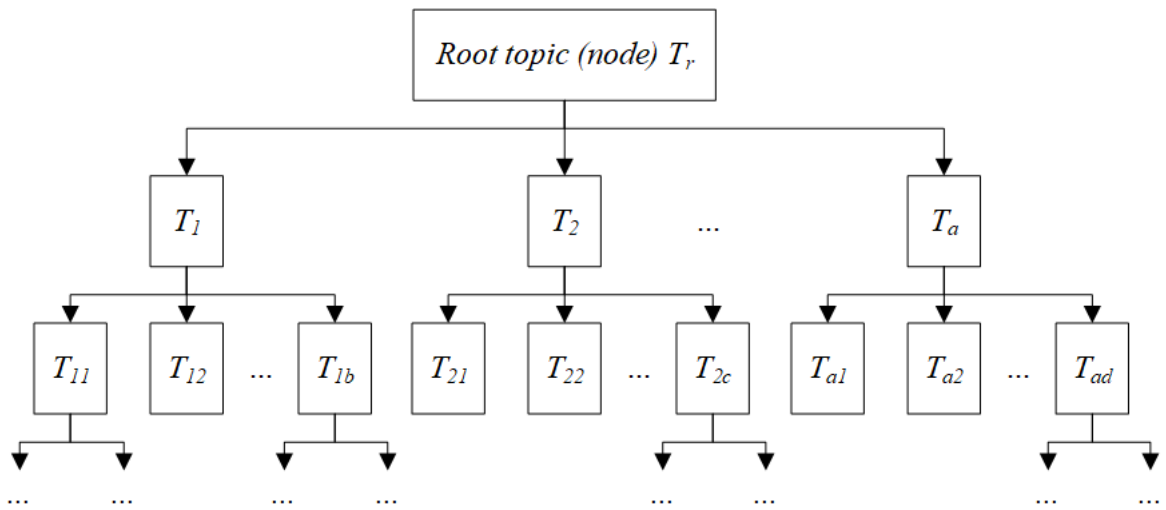 Root topic (node) Tr
T1 T2 ... Ta
T11 T12 ... T1b T21 T22 ... T2c Ta1 Ta2 ... Tad
... ... ... ... ... ... ... ...